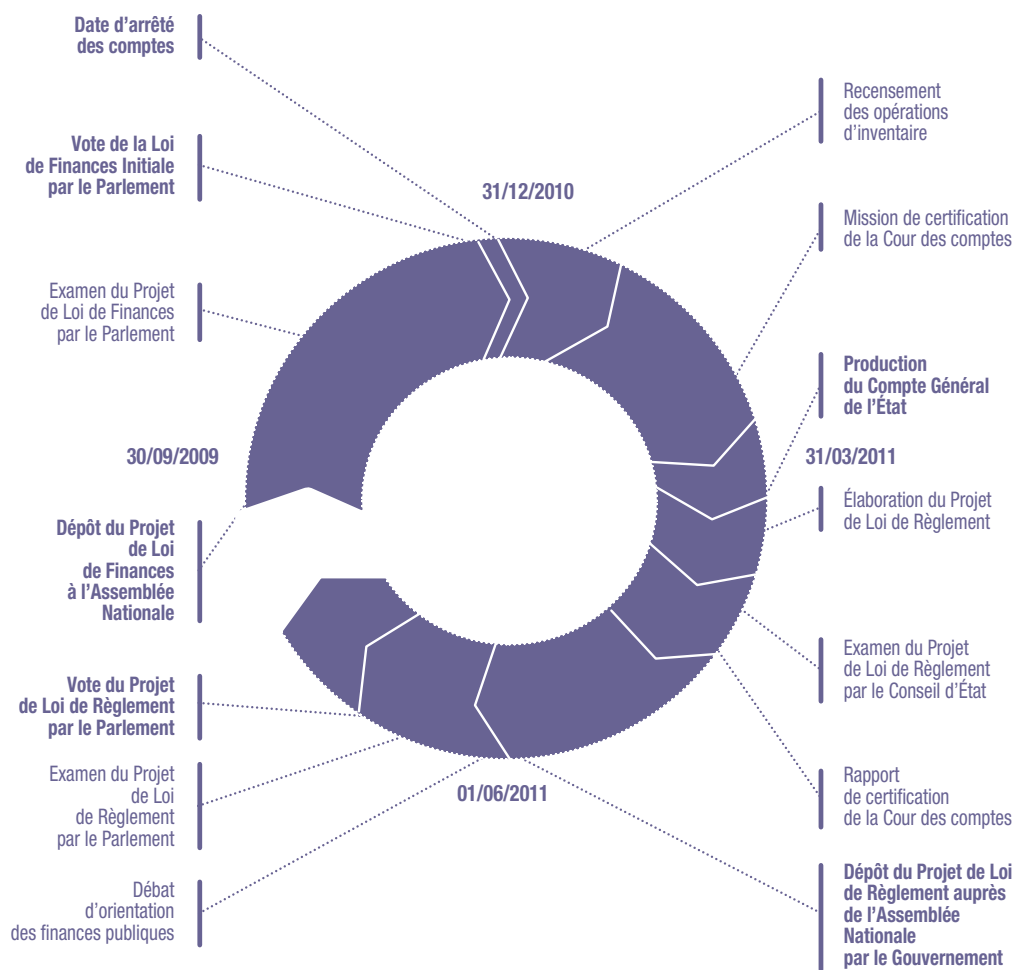 Date d’arrêté
des comptes
Vote de la Loi
de Finances Initiale
par le Parlement
Examen du Projet
de Loi de Finances
par le Parlement
30/09/2009
Dépôt du Projet
de Loi
de Finances
à l’Assemblée
Nationale
Vote du Projet
de Loi de Règlement
par le Parlement
Examen du Projet
de Loi
de Règlement
par le Parlement
Débat
d’orientation
des finances publiques
31/12/2010
01/06/2011
Recensement
des opérations
d’inventaire
Mission de certification
de la Cour des comptes
Production
du Compte Général
de l’État
31/03/2011
Élaboration du Projet
de Loi de Règlement
Examen du Projet
de Loi de Règlement
par le Conseil d’État
Rapport
de certification
de la Cour des comptes
Dépôt du Projet de Loi
de Règlement auprès
de l’Assemblée
Nationale
par le Gouvernement